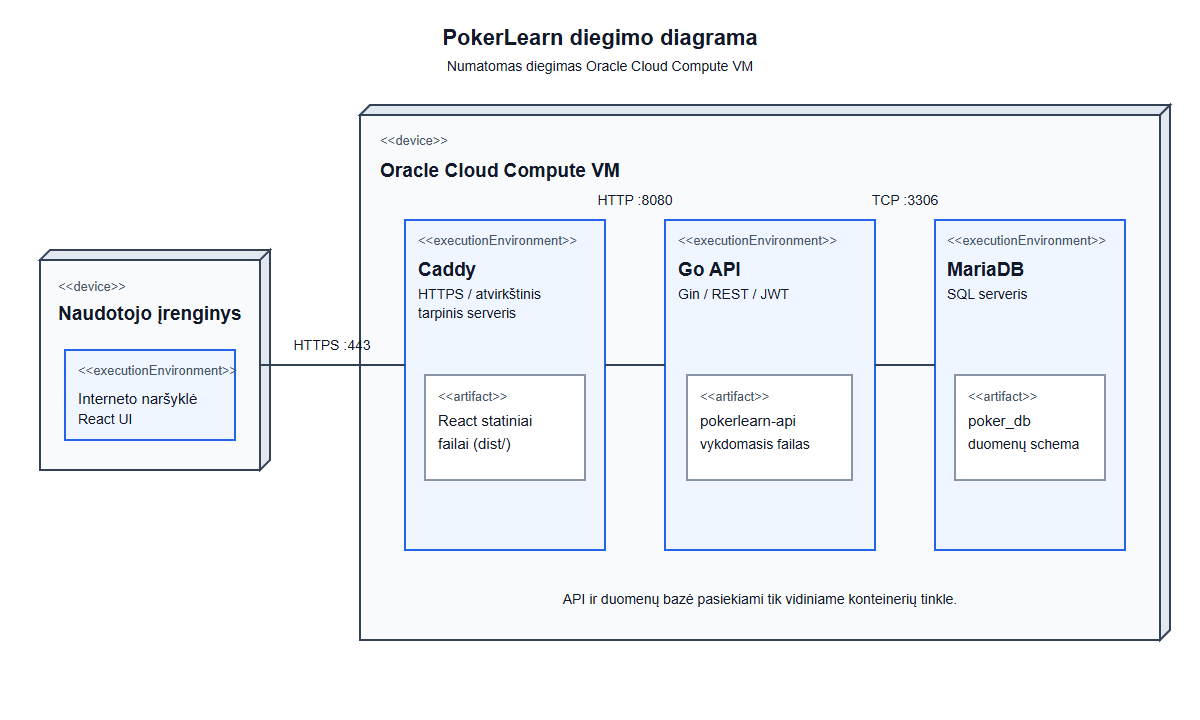 PokerLearn diegimo diagrama
Numatomas diegimas Oracle Cloud Compute VM
<<device>>
Oracle Cloud Compute VM
HTTP :8080
TCP :3306
<<executionEnvironment>>
Caddy
HTTPS / atvirkštinis
tarpinis serveris
<<artifact>>
React statiniai
failai (dist/)
<<executionEnvironment>>
Go API
Gin / REST / JWT
<<artifact>>
pokerlearn-api
vykdomasis failas
<<executionEnvironment>>
MariaDB
SQL serveris
<<artifact>>
poker_db
duomenų schema
<<device>>
Naudotojo įrenginys
<<executionEnvironment>>
Interneto naršyklė
React UI
HTTPS :443
API ir duomenų bazė pasiekiami tik vidiniame konteinerių tinkle.